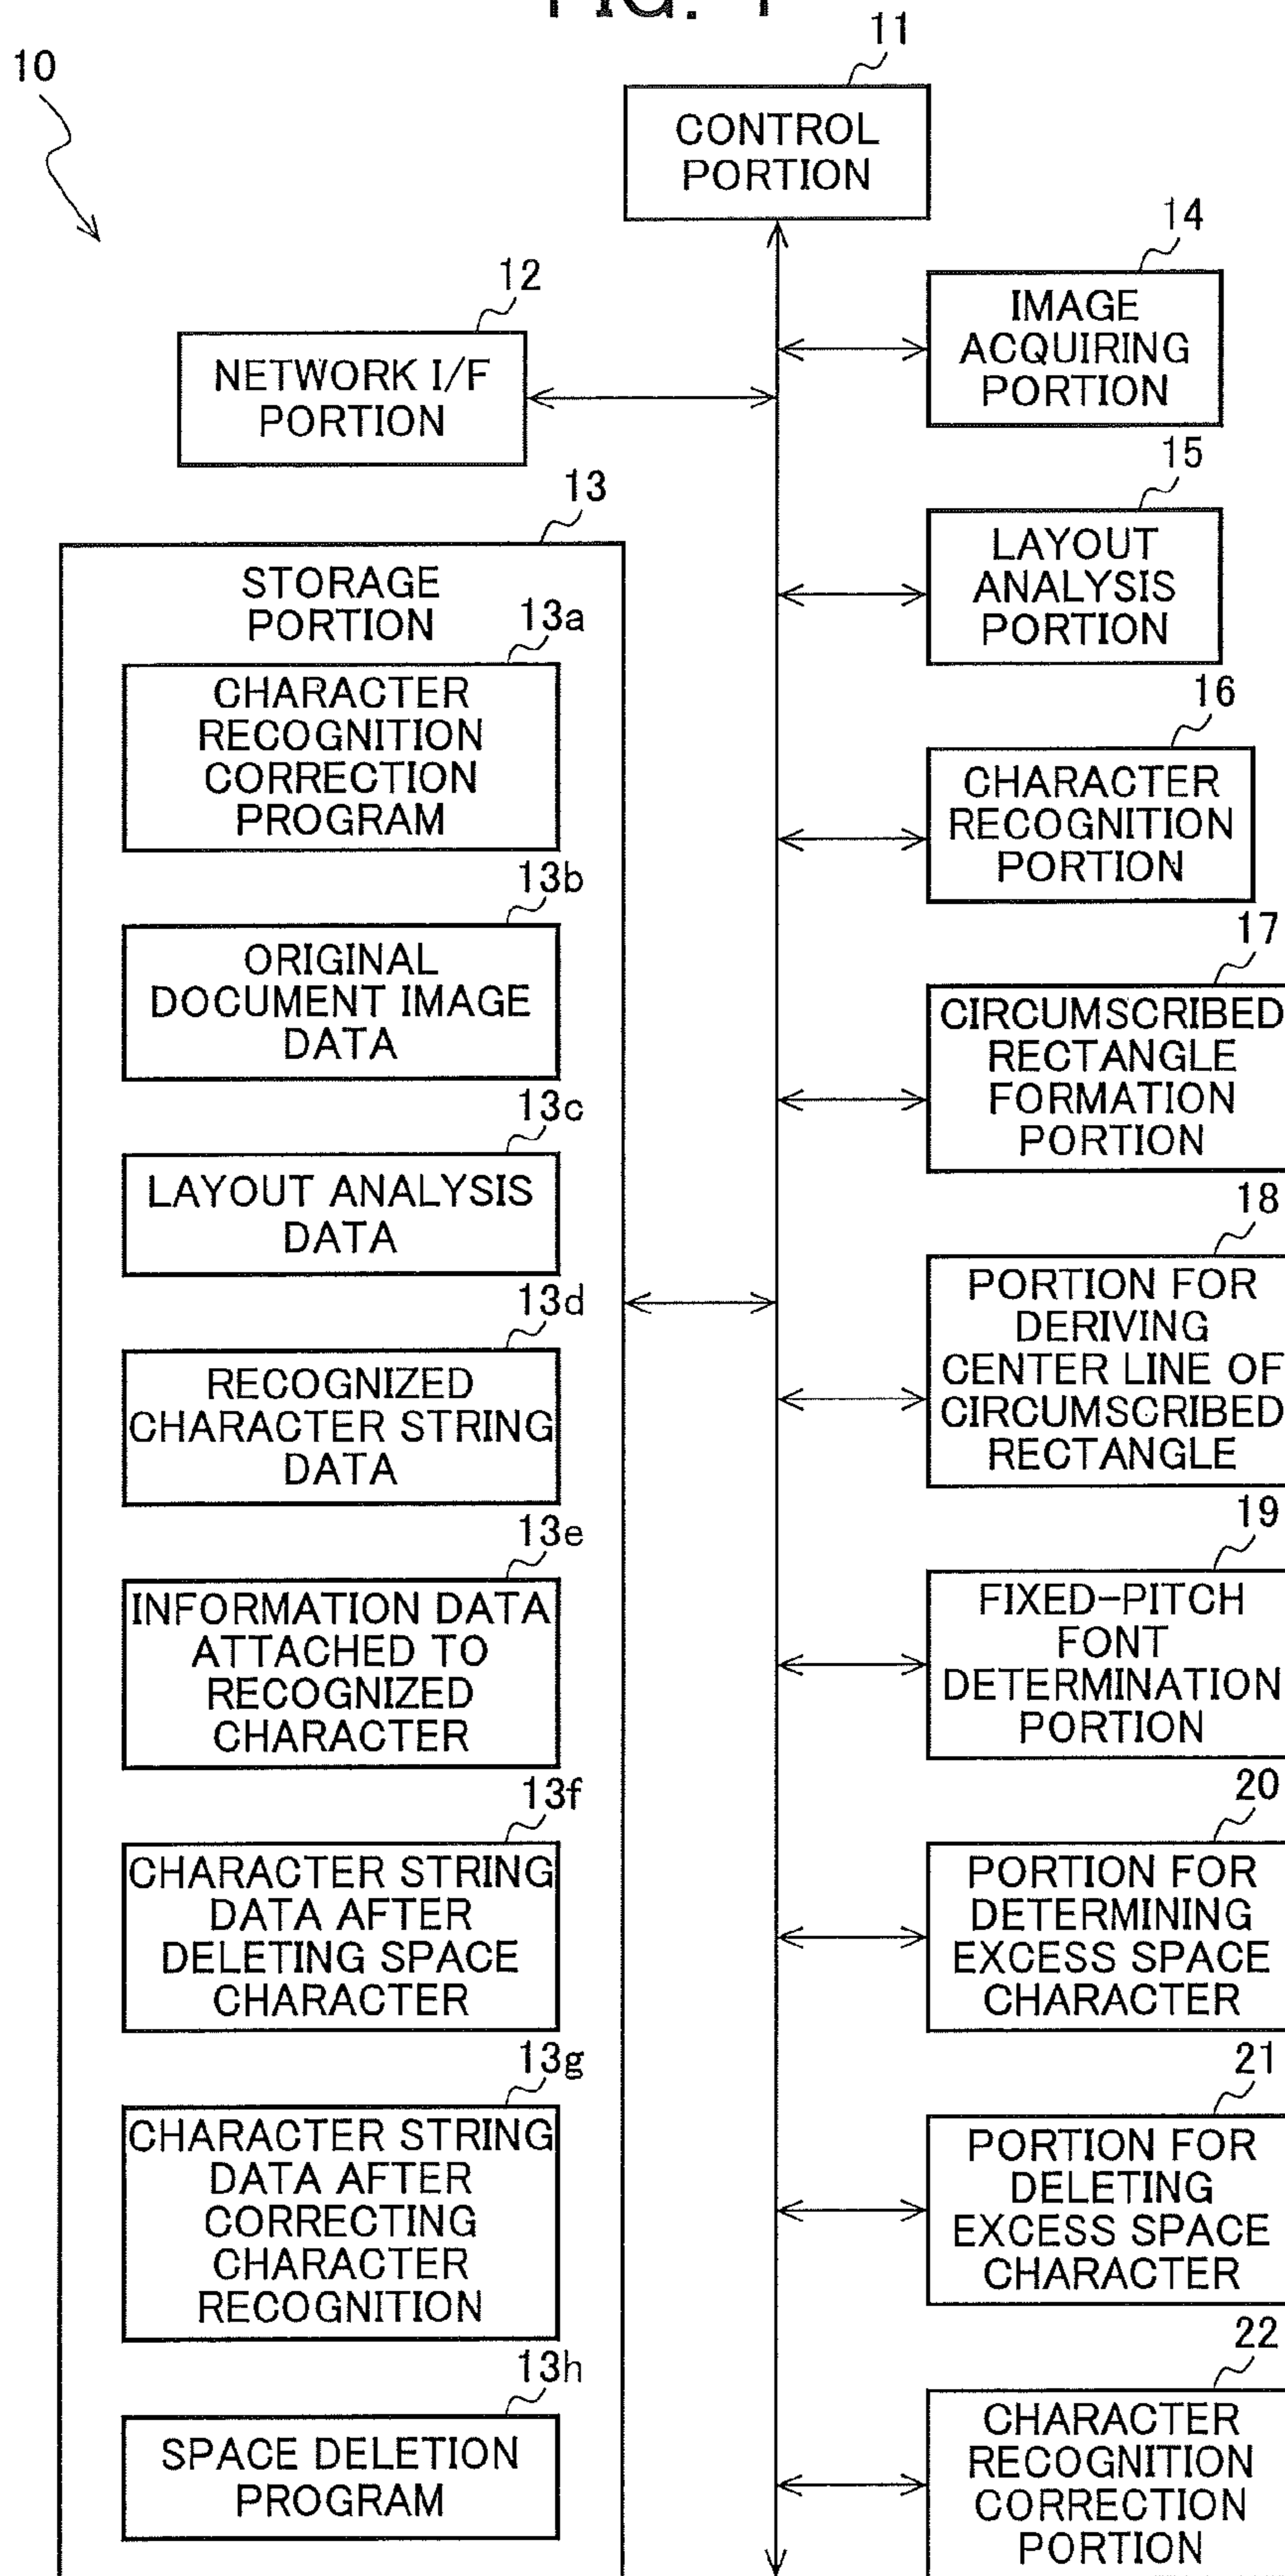 FIG. 1
10
11
CONTROL
PORTION
12
NETWORK I/F
PORTION
13
STORAGE
PORTION
13a
CHARACTER
RECOGNITION
CORRECTION
PROGRAM
13b
ORIGINAL
DOCUMENT IMAGE
DATA
13c
LAYOUT ANALYSIS
DATA
13d
RECOGNIZED
CHARACTER STRING
DATA
13e
INFORMATION DATA
ATTACHED TO
RECOGNIZED
CHARACTER
13f
CHARACTER STRING
DATA AFTER
DELETING SPACE
CHARACTER
13g
CHARACTER STRING
DATA AFTER
CORRECTING
CHARACTER
RECOGNITION
13h
SPACE DELETION
PROGRAM
14
IMAGE
ACQUIRING
PORTION
15
LAYOUT
ANALYSIS
PORTION
16
CHARACTER
RECOGNITION
PORTION
17
CIRCUMSCRIBED
RECTANGLE
FORMATION
PORTION
18
PORTION FOR
DERIVING
CENTER LINE OF
CIRCUMSCRIBED
RECTANGLE
19
FIXED-PITCH
FONT
DETERMINATION
PORTION
20
PORTION FOR
DETERMINING
EXCESS SPACE
CHARACTER
21
PORTION FOR
DELETING
EXCESS SPACE
CHARACTER
22
CHARACTER
RECOGNITION
CORRECTION
PORTION